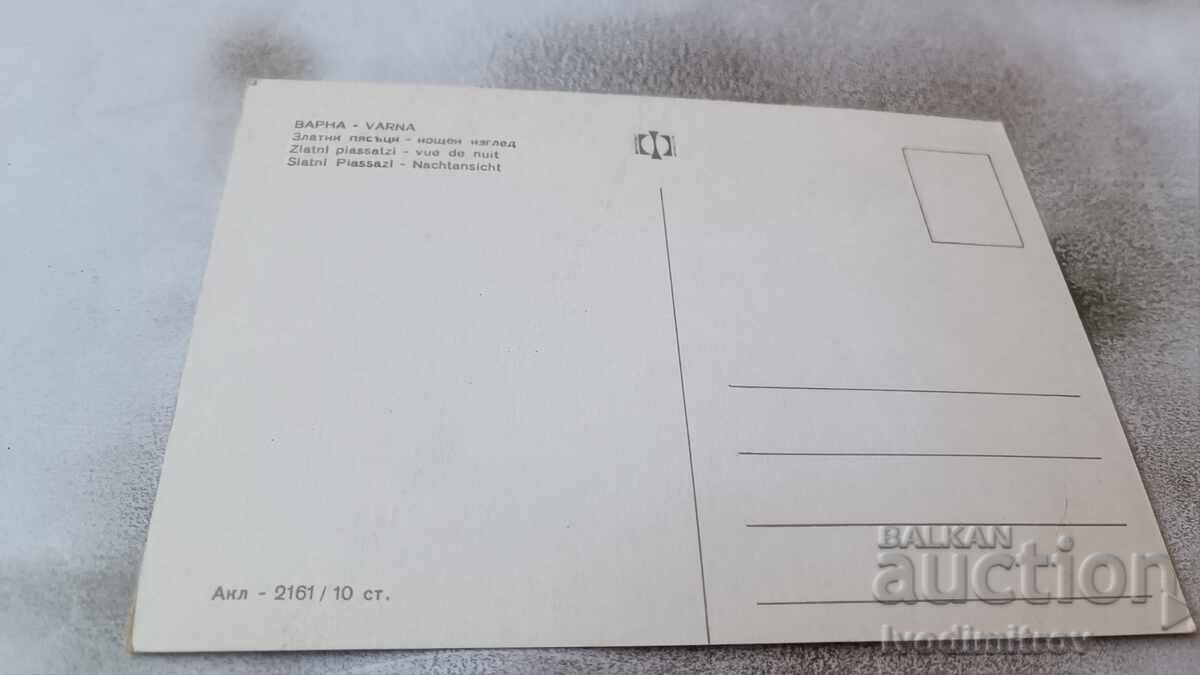 ВАРНА - VARNA
Златни пясъци - нощен изглед
Zlatni piassatzi - vue de nuit
Slatni Piassazi - Nachtansicht
Акл - 2161 / 10 ст.
BALKAN
auction
Ivodimitrov